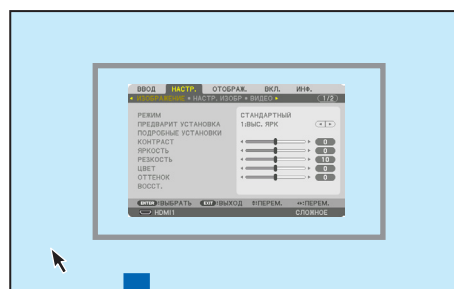 ВВОД НАСТР. ОТОБРАЖ. ВКЛ. ИНФ.
• ИЗОБРАЖЕНИЕ • НАСТР. ИЗОБР • ВИДЕО • (1/2)
РЕЖИМ СТАНДАРТНЫЙ
ПРЕДВАРИТ УСТАНОВКА 1:ВЫС. ЯРК
ПОДРОБНЫЕ УСТАНОВКИ
КОНТРАСТ 0
ЯРКОСТЬ 0
РЕЗКОСТЬ 10
ЦВЕТ 0
ОТТЕНОК 0
ВОССТ.
ENTER:ВЫБРАТЬ EXIT:ВЫХОД ↕:ПЕРЕМ. ↔:ПЕРЕМ.
HDMI1 СЛОЖНОЕ